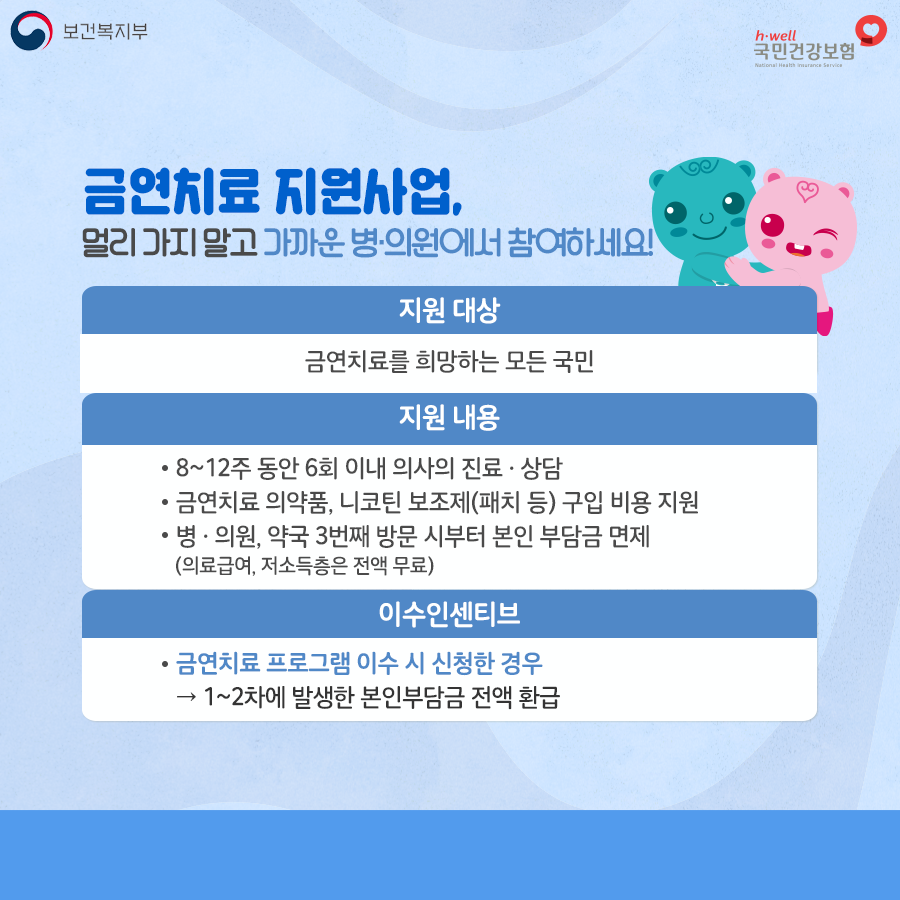 보건복지부
h·well
국민건강보험
National Health Insurance Service
금연치료 지원사업,
멀리 가지 말고 가까운 병·의원에서 참여하세요!
지원 대상
금연치료를 희망하는 모든 국민
지원 내용
• 8~12주 동안 6회 이내 의사의 진료 · 상담
• 금연치료 의약품, 니코틴 보조제(패치 등) 구입 비용 지원
• 병 · 의원, 약국 3번째 방문 시부터 본인 부담금 면제
(의료급여, 저소득층은 전액 무료)
이수인센티브
• 금연치료 프로그램 이수 시 신청한 경우
→ 1~2차에 발생한 본인부담금 전액 환급